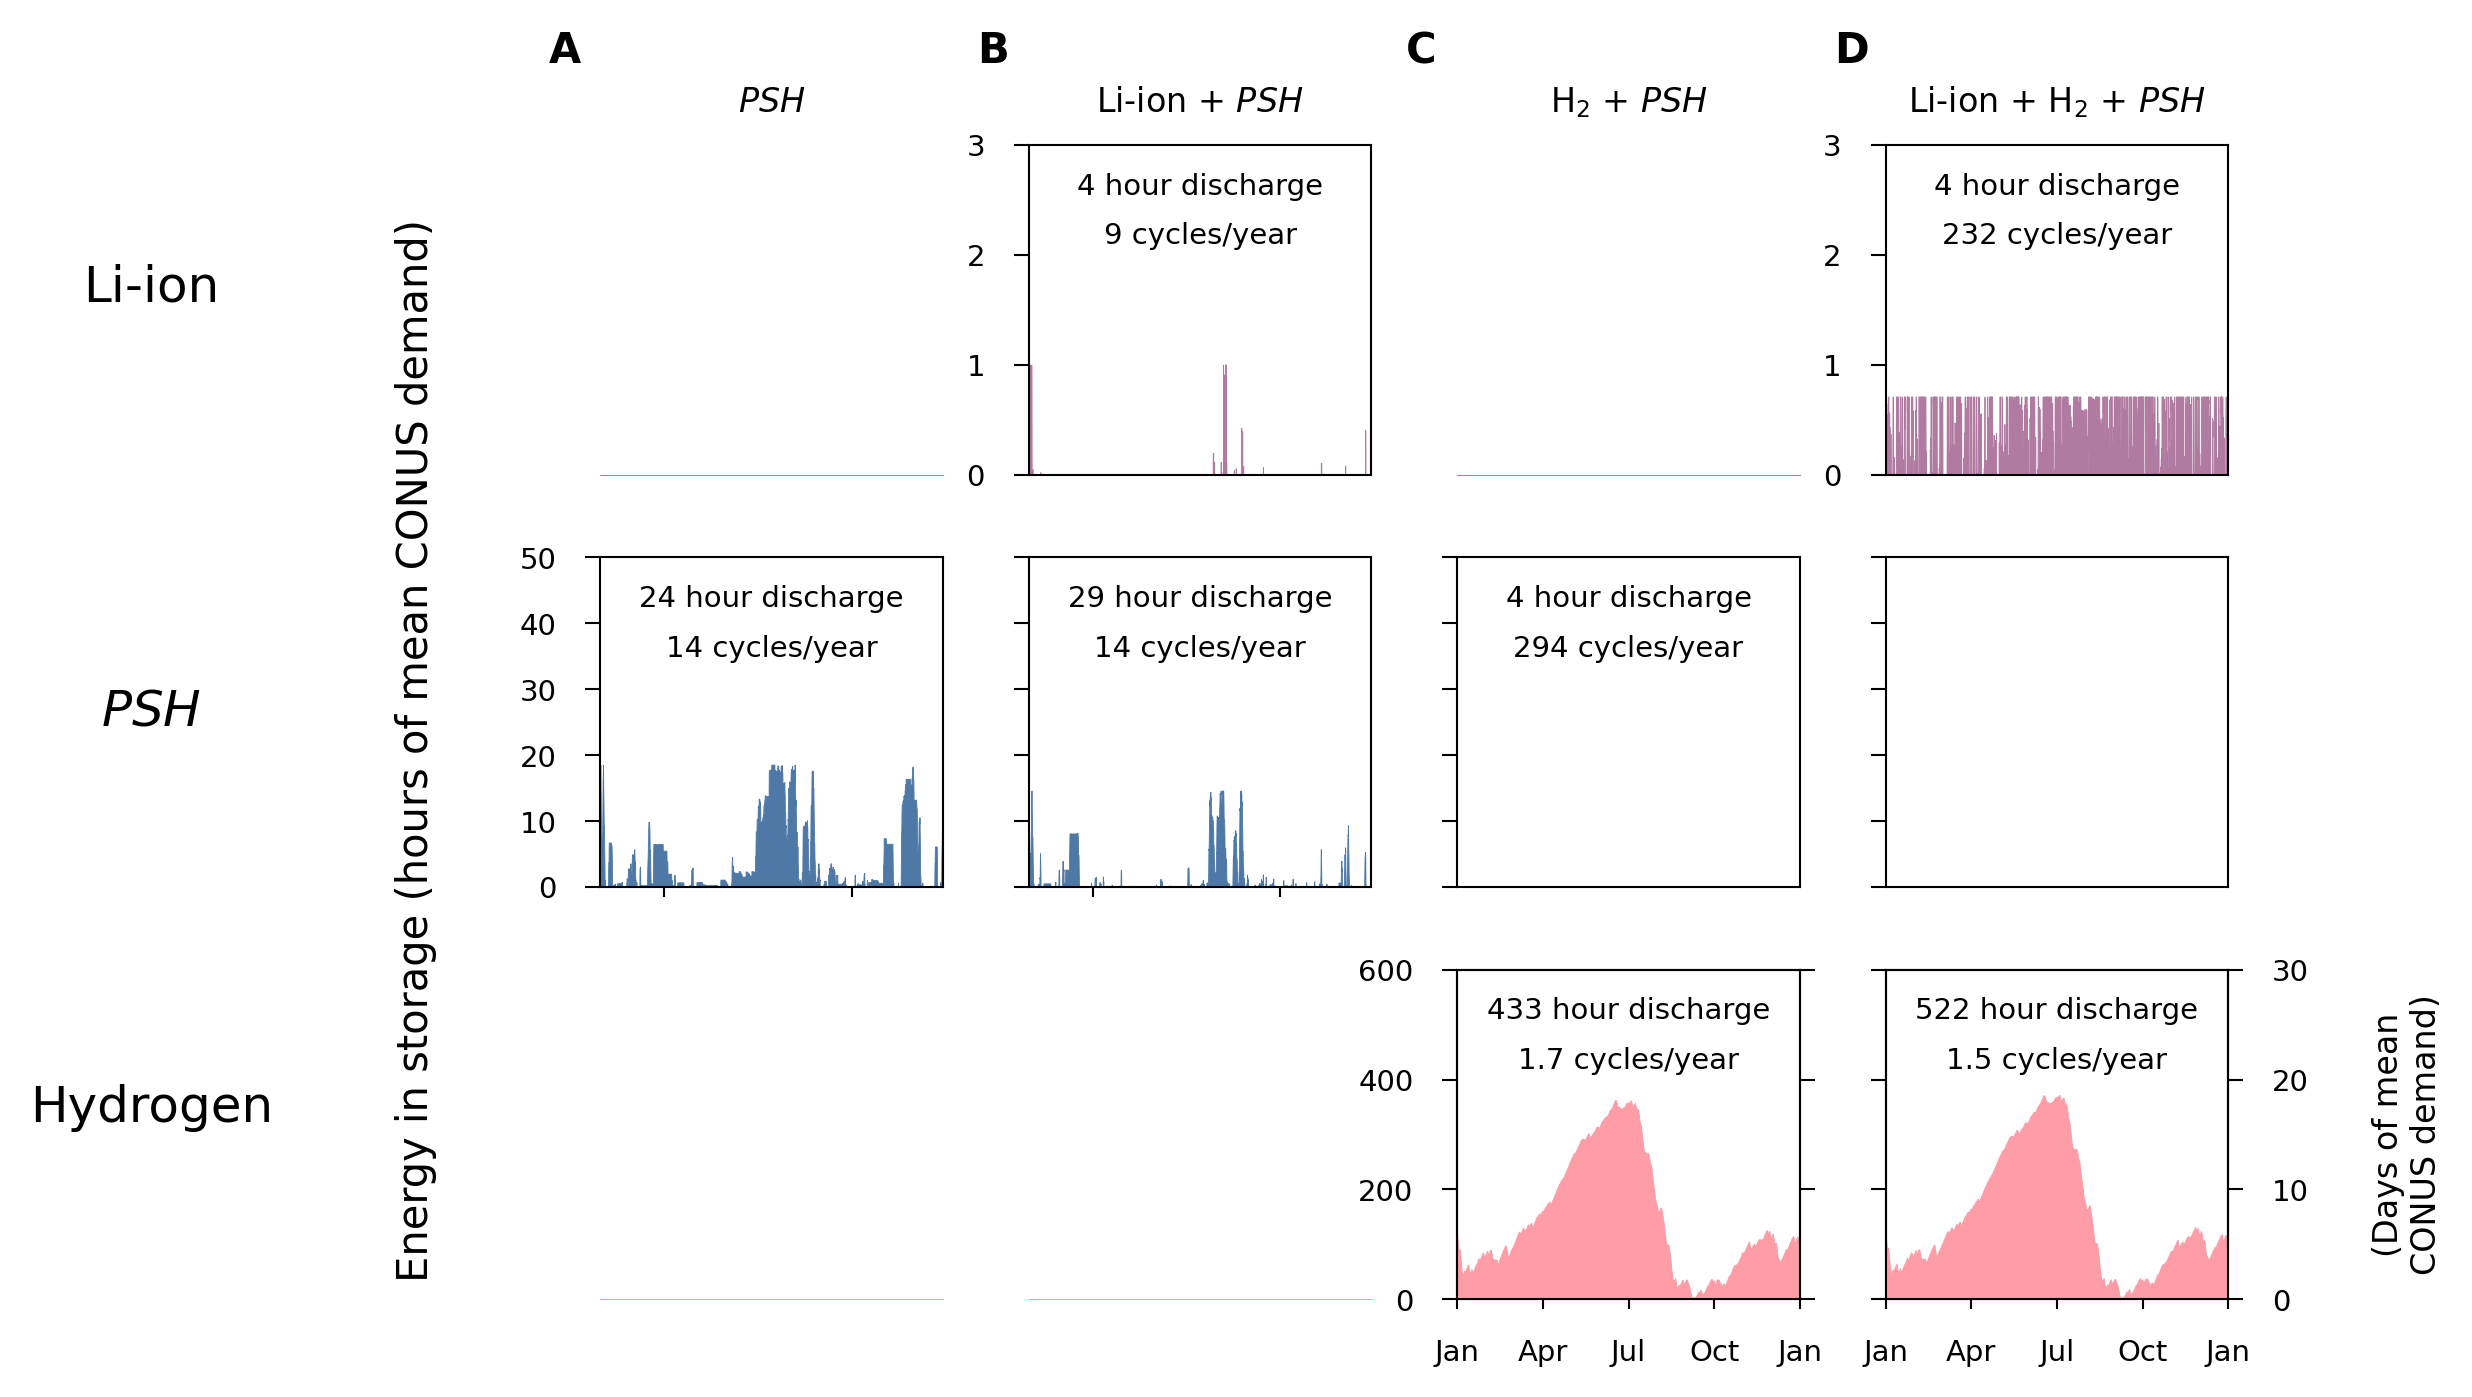 A B C D
PSH Li-ion + PSH H₂ + PSH Li-ion + H₂ + PSH
Li-ion
PSH
Hydrogen
Energy in storage (hours of mean CONUS demand)
3
2
1
0
4 hour discharge
9 cycles/year
3
2
1
0
4 hour discharge
232 cycles/year
50
40
30
20
10
0
24 hour discharge
14 cycles/year
29 hour discharge
14 cycles/year
4 hour discharge
294 cycles/year
600
400
200
0
433 hour discharge
1.7 cycles/year
Jan Apr Jul Oct Jan
522 hour discharge
1.5 cycles/year
Jan Apr Jul Oct Jan
30
20
10
0
(Days of mean
CONUS demand)